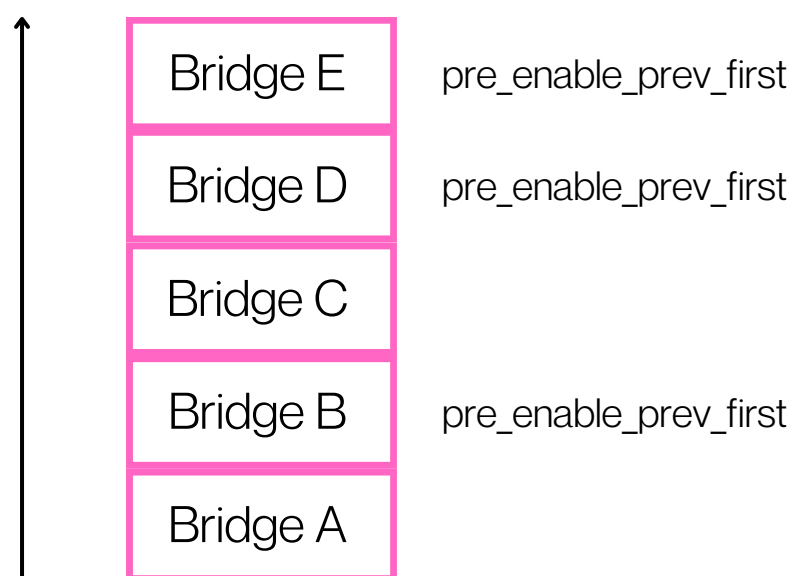 Bridge E pre_enable_prev_first
Bridge D pre_enable_prev_first
Bridge C
Bridge B pre_enable_prev_first
Bridge A